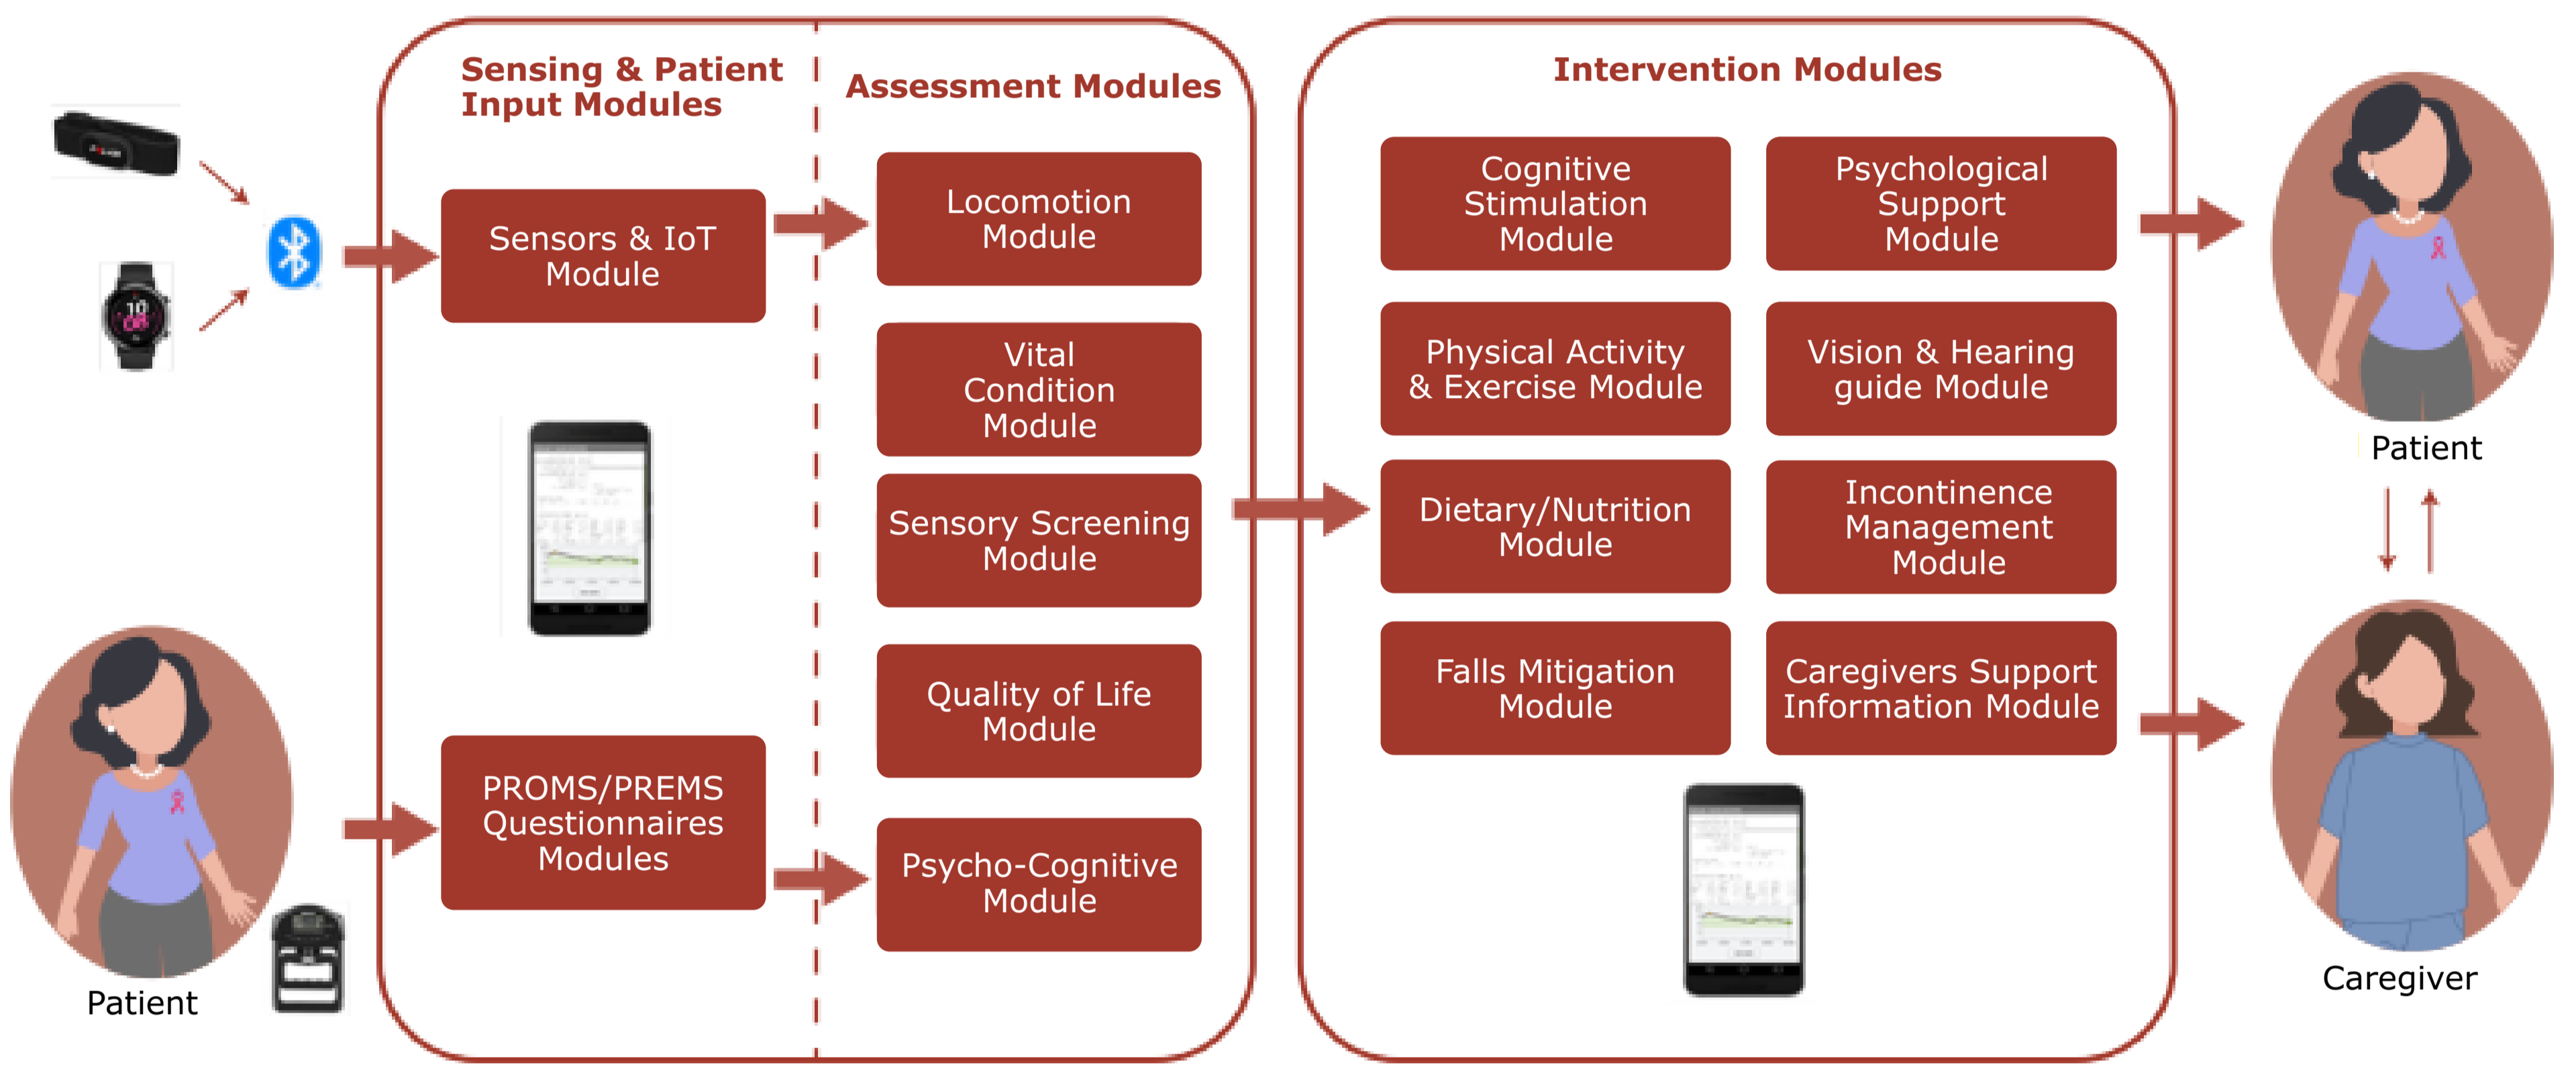 Sensing & Patient
Input Modules
Sensors & IoT
Module
PROMS/PREMS
Questionnaires
Modules
Assessment Modules
Locomotion
Module
Vital
Condition
Module
Sensory Screening
Module
Quality of Life
Module
Psycho-Cognitive
Module
Intervention Modules
Cognitive
Stimulation
Module
Psychological
Support
Module
Physical Activity
& Exercise Module
Vision & Hearing
guide Module
Dietary/Nutrition
Module
Incontinence
Management
Module
Falls Mitigation
Module
Caregivers Support
Information Module
Patient
Patient
Caregiver
10
08